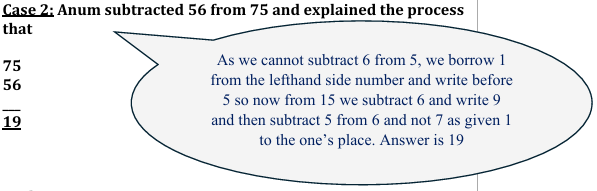 Case 2: Anum subtracted 56 from 75 and explained the process
that
As we cannot subtract 6 from 5, we borrow 1
from the lefthand side number and write before
5 so now from 15 we subtract 6 and write 9
and then subtract 5 from 6 and not 7 as given 1
to the one's place. Answer is 19
75
56
__
19